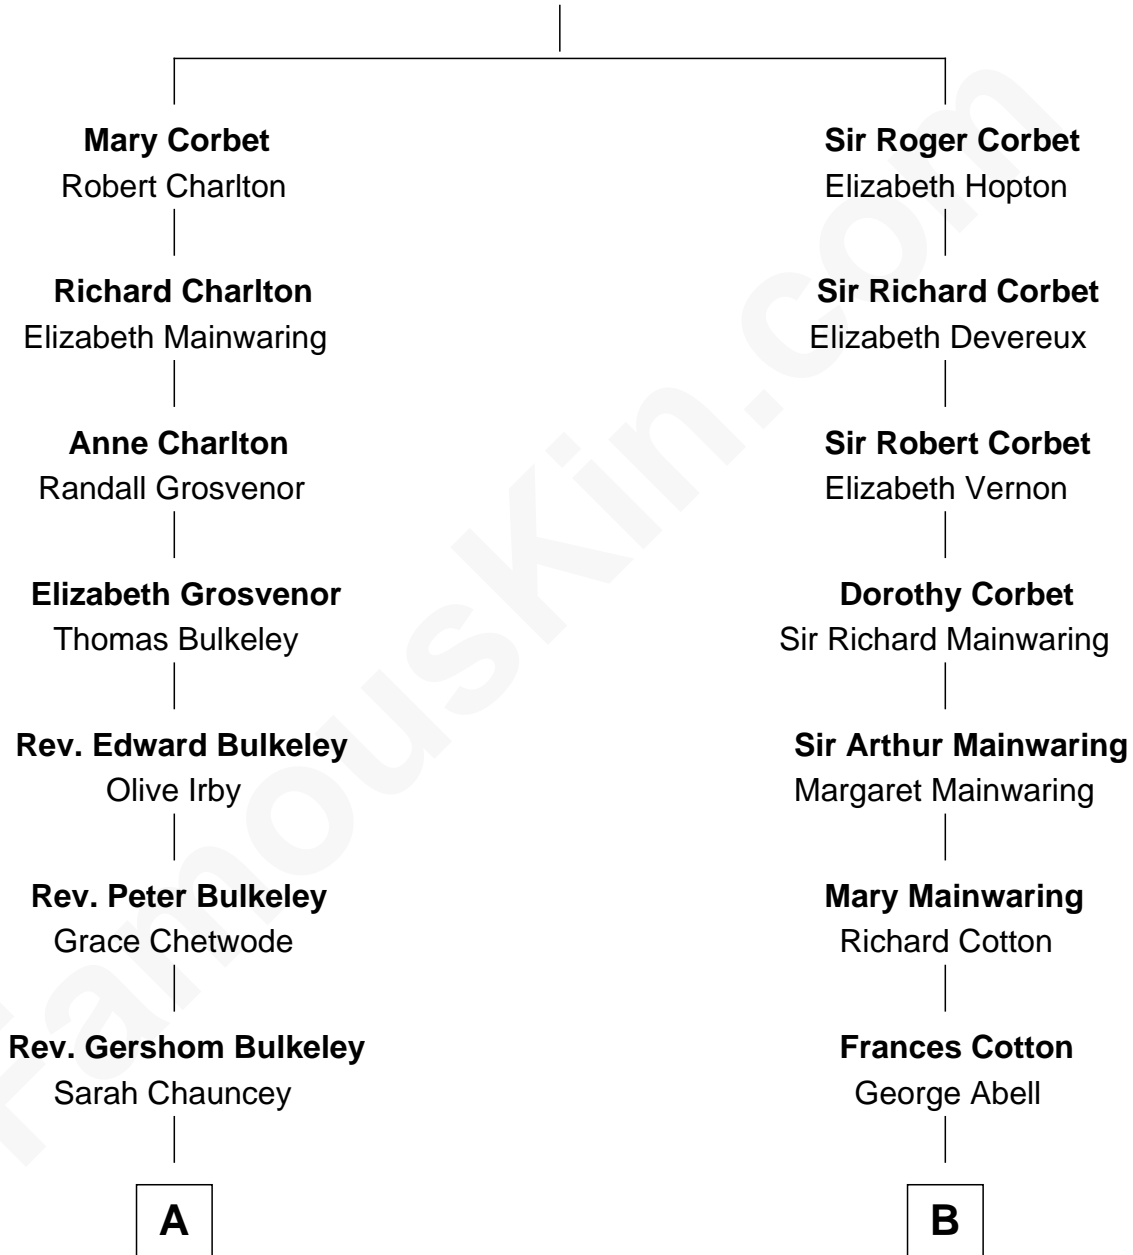 Mary Corbet
Robert Charlton
Richard Charlton
Elizabeth Mainwaring
Anne Charlton
Randall Grosvenor
Elizabeth Grosvenor
Thomas Bulkeley
Rev. Edward Bulkeley
Olive Irby
Rev. Peter Bulkeley
Grace Chetwode
Rev. Gershom Bulkeley
Sarah Chauncey
A
Sir Roger Corbet
Elizabeth Hopton
Sir Richard Corbet
Elizabeth Devereux
Sir Robert Corbet
Elizabeth Vernon
Dorothy Corbet
Sir Richard Mainwaring
Sir Arthur Mainwaring
Margaret Mainwaring
Mary Mainwaring
Richard Cotton
Frances Cotton
George Abell
B
FamousKin.com